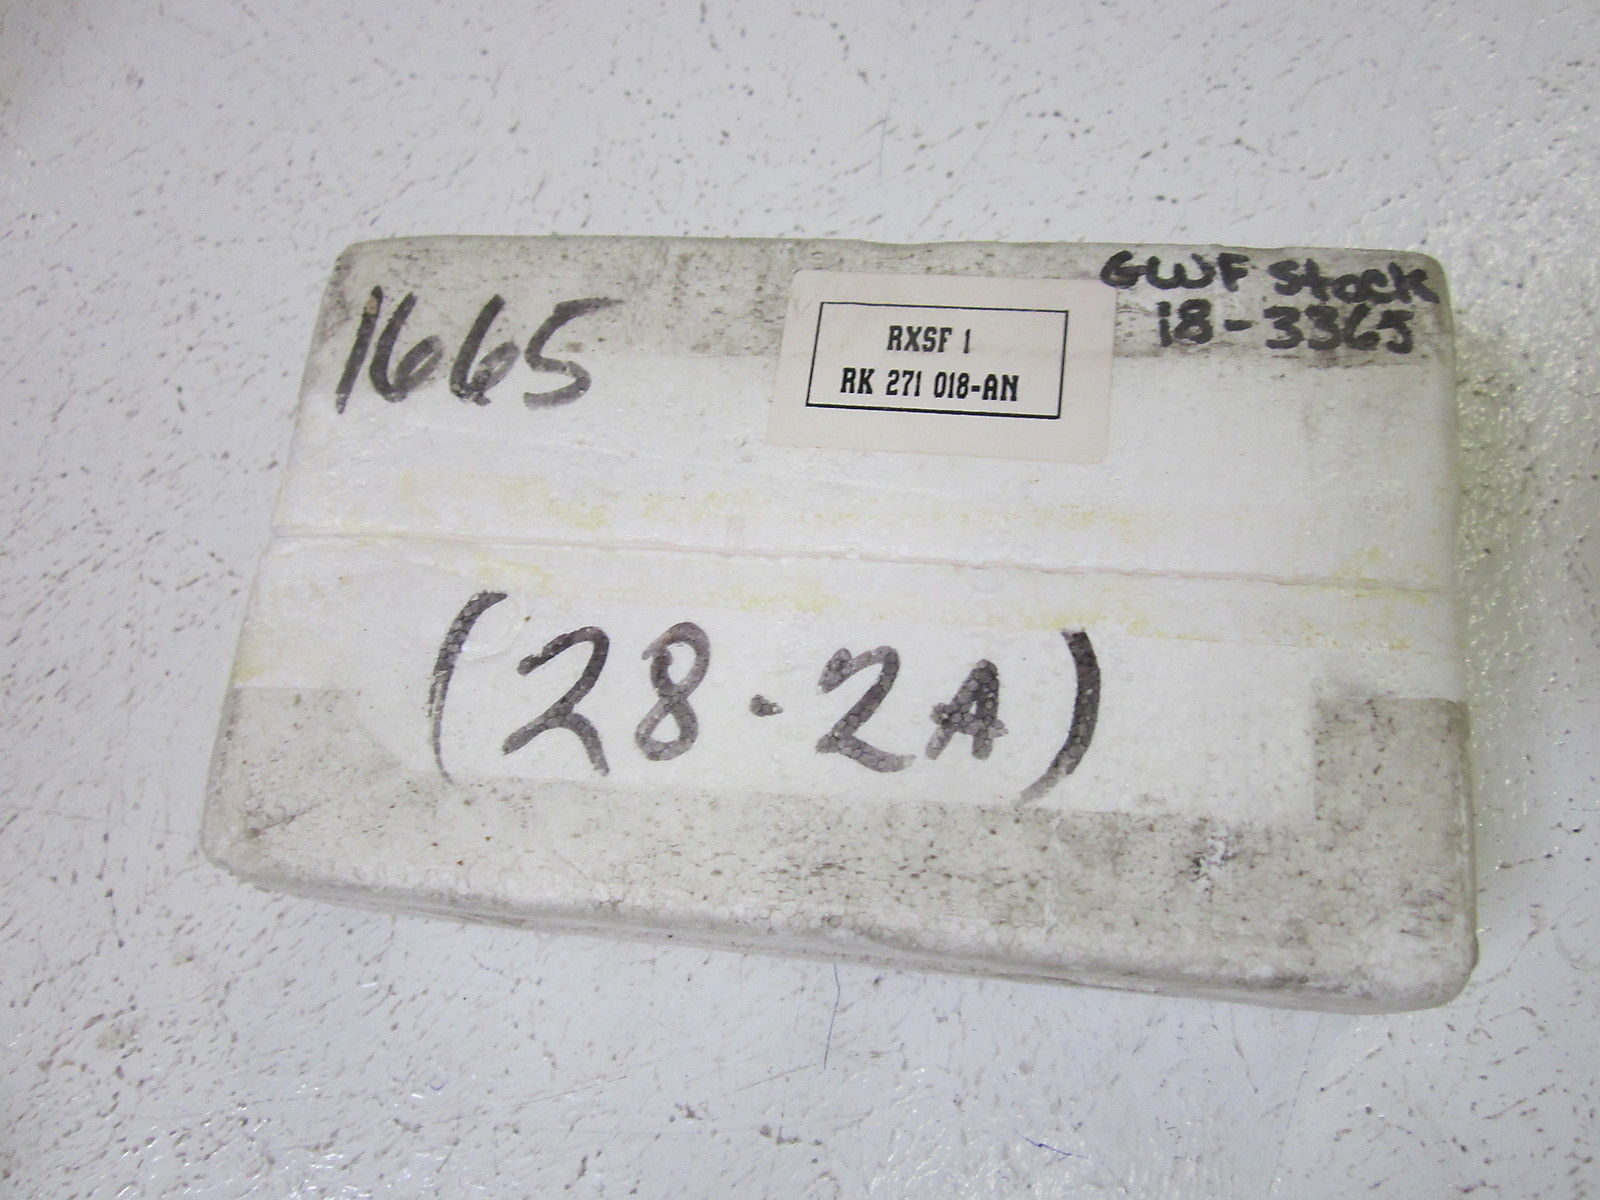 1665
RXSF 1
RK 271 018-AN
GWF Stock
18-3365
(28-2A)